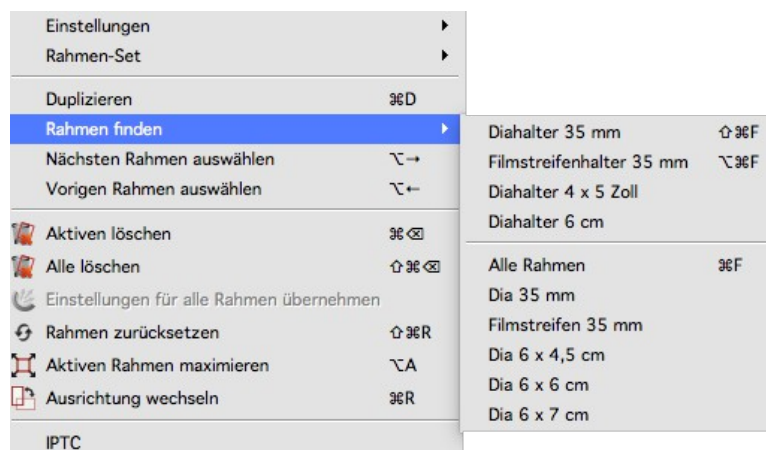 Einstellungen
Rahmen-Set
Duplizieren ⌘D
Rahmen finden
Nächsten Rahmen auswählen ⌥→
Vorigen Rahmen auswählen ⌥←
Aktiven löschen ⌘⌫
Alle löschen ⇧⌘⌫
Einstellungen für alle Rahmen übernehmen
Rahmen zurücksetzen ⇧⌘R
Aktiven Rahmen maximieren ⌥A
Ausrichtung wechseln ⌘R
IPTC
Diahalter 35 mm ⇧⌘F
Filmstreifenhalter 35 mm ⌥⌘F
Diahalter 4 x 5 Zoll
Diahalter 6 cm
Alle Rahmen ⌘F
Dia 35 mm
Filmstreifen 35 mm
Dia 6 x 4,5 cm
Dia 6 x 6 cm
Dia 6 x 7 cm